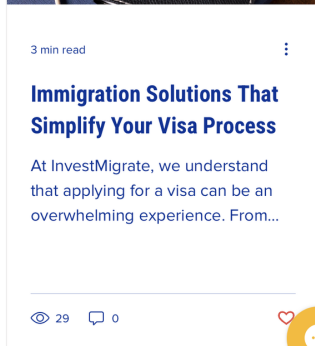 3 min read
Immigration Solutions That
Simplify Your Visa Process
At InvestMigrate, we understand
that applying for a visa can be an
overwhelming experience. From...
29 0